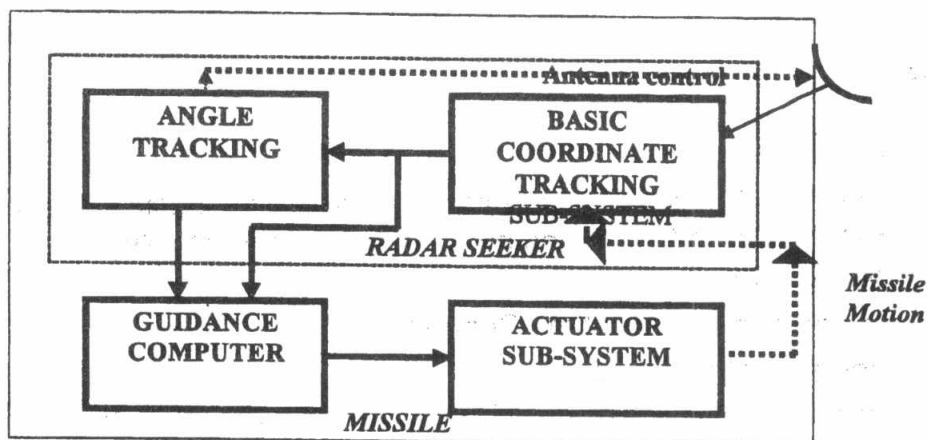 Antenna control
ANGLE
TRACKING
BASIC
COORDINATE
TRACKING
SUB-SYSTEM
RADAR SEEKER
Missile
Motion
GUIDANCE
COMPUTER
ACTUATOR
SUB-SYSTEM
MISSILE